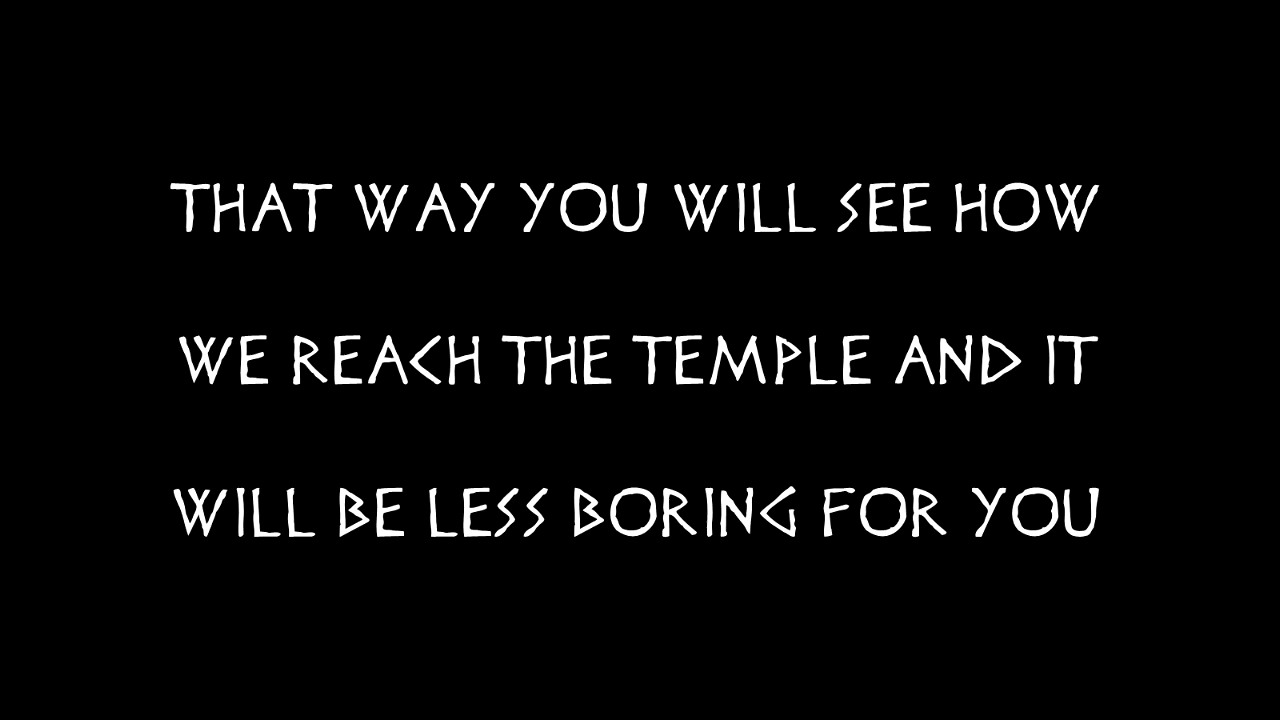 THAT WAY YOU WILL SEE HOW
WE REACH THE TEMPLE AND IT
WILL BE LESS BORING FOR YOU